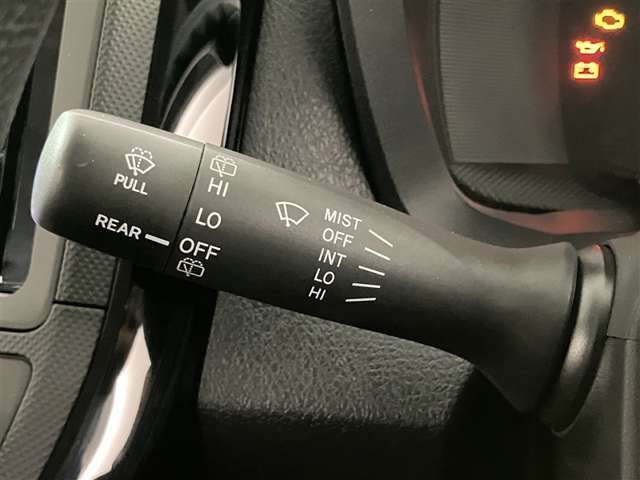 PULL
REAR
HI
LO
OFF
MIST
OFF
INT
LO
HI